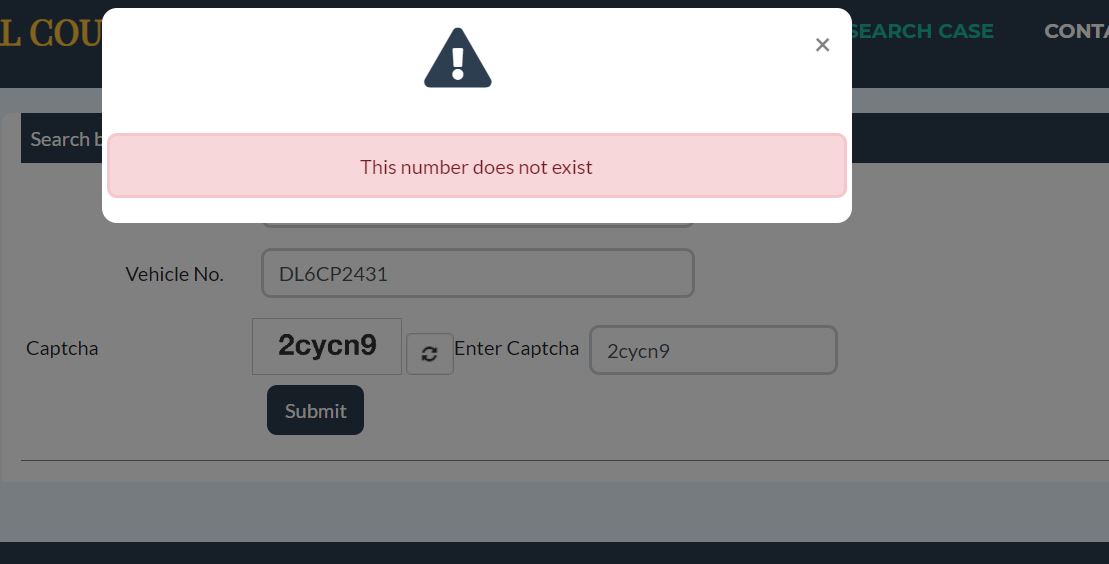 L COU
SEARCH CASE
CONTA
This number does not exist
Search b
Vehicle No.
DL6CP2431
Captcha
2cycn9
Enter Captcha
2cycn9
Submit